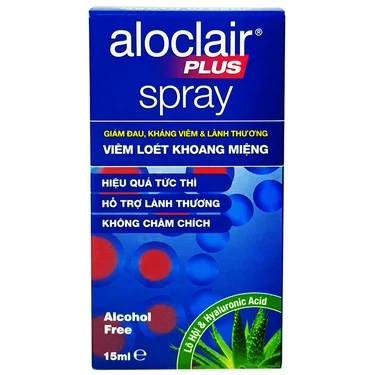 aloclair®
PLUS
spray
GIẢM ĐAU, KHÁNG VIÊM & LÀNH THƯƠNG
VIÊM LOÉT KHOANG MIỆNG
HIỆU QUẢ TỨC THÌ
HỖ TRỢ LÀNH THƯƠNG
KHÔNG CHÂM CHÍCH
Alcohol
Free
15ml ℮
Lô Hội & Hyaluronic Acid